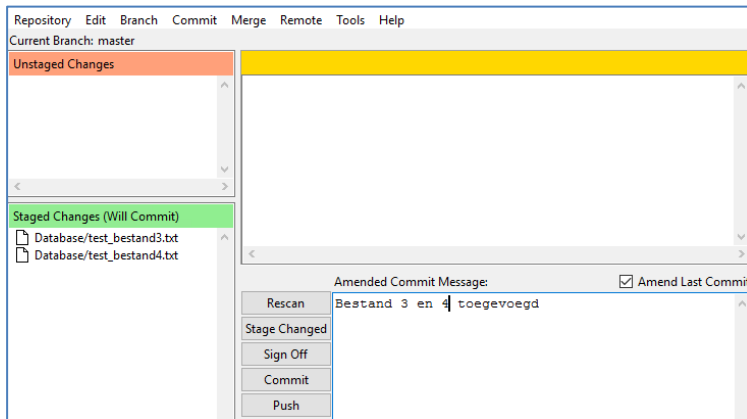 Repository Edit Branch Commit Merge Remote Tools Help
Current Branch: master
Unstaged Changes
Staged Changes (Will Commit)
Database/test_bestand3.txt
Database/test_bestand4.txt
Amended Commit Message:
Amend Last Commit
Rescan
Stage Changed
Sign Off
Commit
Push
Bestand 3 en 4 toegevoegd